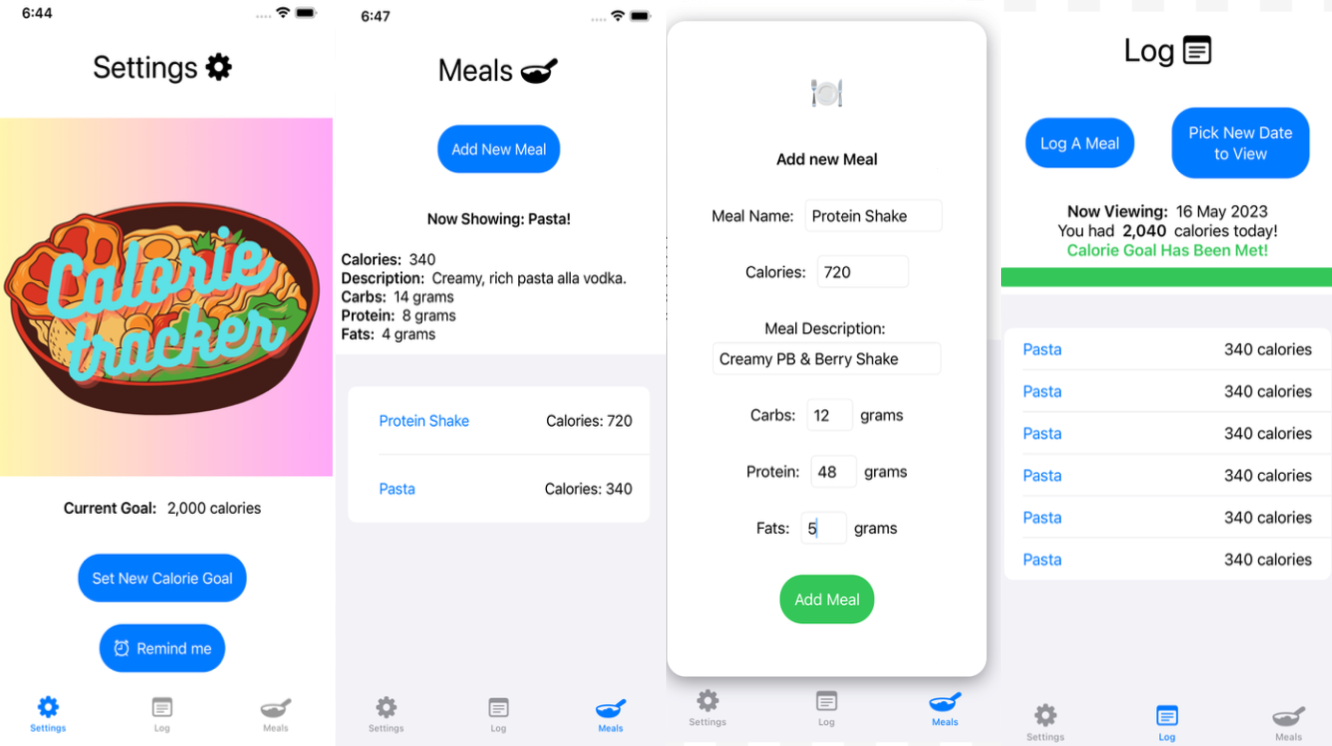 6:44
Settings
Calorie
tracker
Current Goal: 2,000 calories
Set New Calorie Goal
Remind me
Settings
Log
Meals
6:47
Meals
Add New Meal
Now Showing: Pasta!
Calories: 340
Description: Creamy, rich pasta alla vodka.
Carbs: 14 grams
Protein: 8 grams
Fats: 4 grams
Protein Shake Calories: 720
Pasta Calories: 340
Settings
Log
Meals
Add new Meal
Meal Name: Protein Shake
Calories: 720
Meal Description:
Creamy PB & Berry Shake
Carbs: 12 grams
Protein: 48 grams
Fats: 5 grams
Add Meal
Settings
Log
Meals
Log
Log A Meal
Pick New Date
to View
Now Viewing: 16 May 2023
You had 2,040 calories today!
Calorie Goal Has Been Met!
Pasta 340 calories
Pasta 340 calories
Pasta 340 calories
Pasta 340 calories
Pasta 340 calories
Pasta 340 calories
Settings
Log
Meals